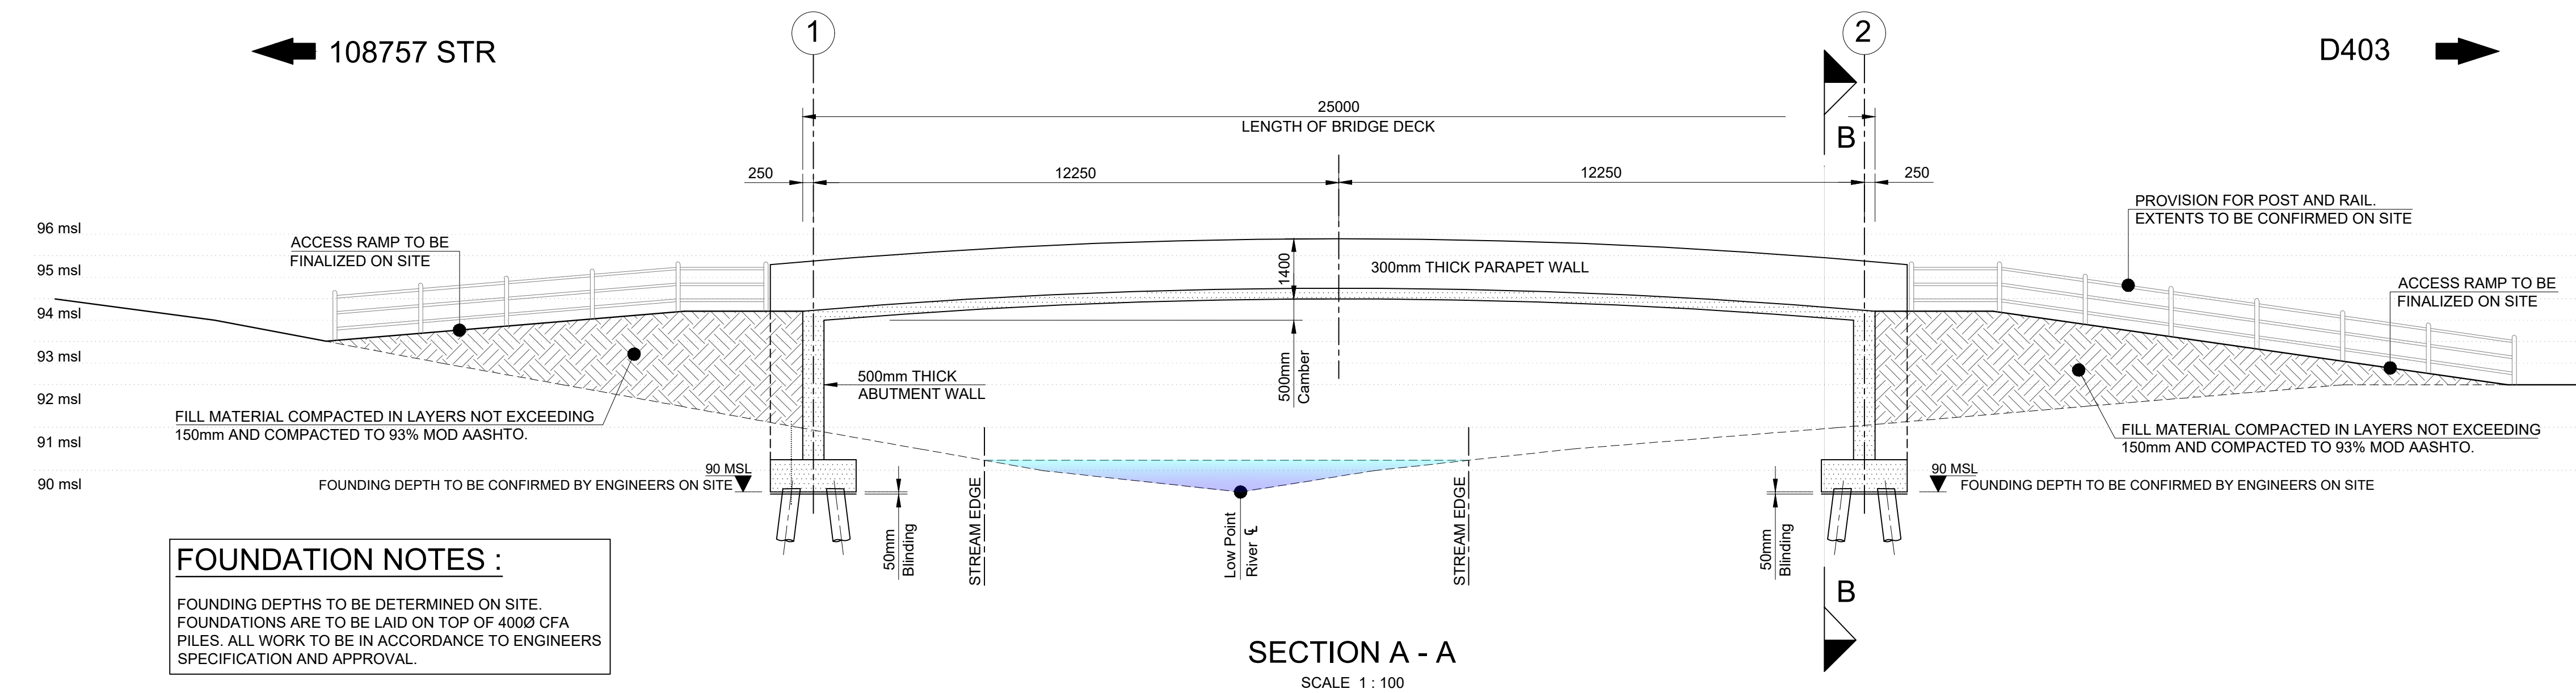 1
2
108757 STR
D403
25000
LENGTH OF BRIDGE DECK
B
250
12250
12250
250
PROVISION FOR POST AND RAIL.
EXTENTS TO BE CONFIRMED ON SITE
96 msl
95 msl
94 msl
93 msl
92 msl
91 msl
90 msl
ACCESS RAMP TO BE
FINALIZED ON SITE
1400
300mm THICK PARAPET WALL
ACCESS RAMP TO BE
FINALIZED ON SITE
500mm
Camber
500mm THICK
ABUTMENT WALL
FILL MATERIAL COMPACTED IN LAYERS NOT EXCEEDING
150mm AND COMPACTED TO 93% MOD AASHTO.
FILL MATERIAL COMPACTED IN LAYERS NOT EXCEEDING
150mm AND COMPACTED TO 93% MOD AASHTO.
90 MSL
FOUNDING DEPTH TO BE CONFIRMED BY ENGINEERS ON SITE
90 MSL
FOUNDING DEPTH TO BE CONFIRMED BY ENGINEERS ON SITE
50mm
Blinding
STREAM EDGE
Low Point
River ℄
STREAM EDGE
50mm
Blinding
B
FOUNDATION NOTES :
FOUNDING DEPTHS TO BE DETERMINED ON SITE.
FOUNDATIONS ARE TO BE LAID ON TOP OF 400Ø CFA
PILES. ALL WORK TO BE IN ACCORDANCE TO ENGINEERS
SPECIFICATION AND APPROVAL.
SECTION A - A
SCALE 1 : 100